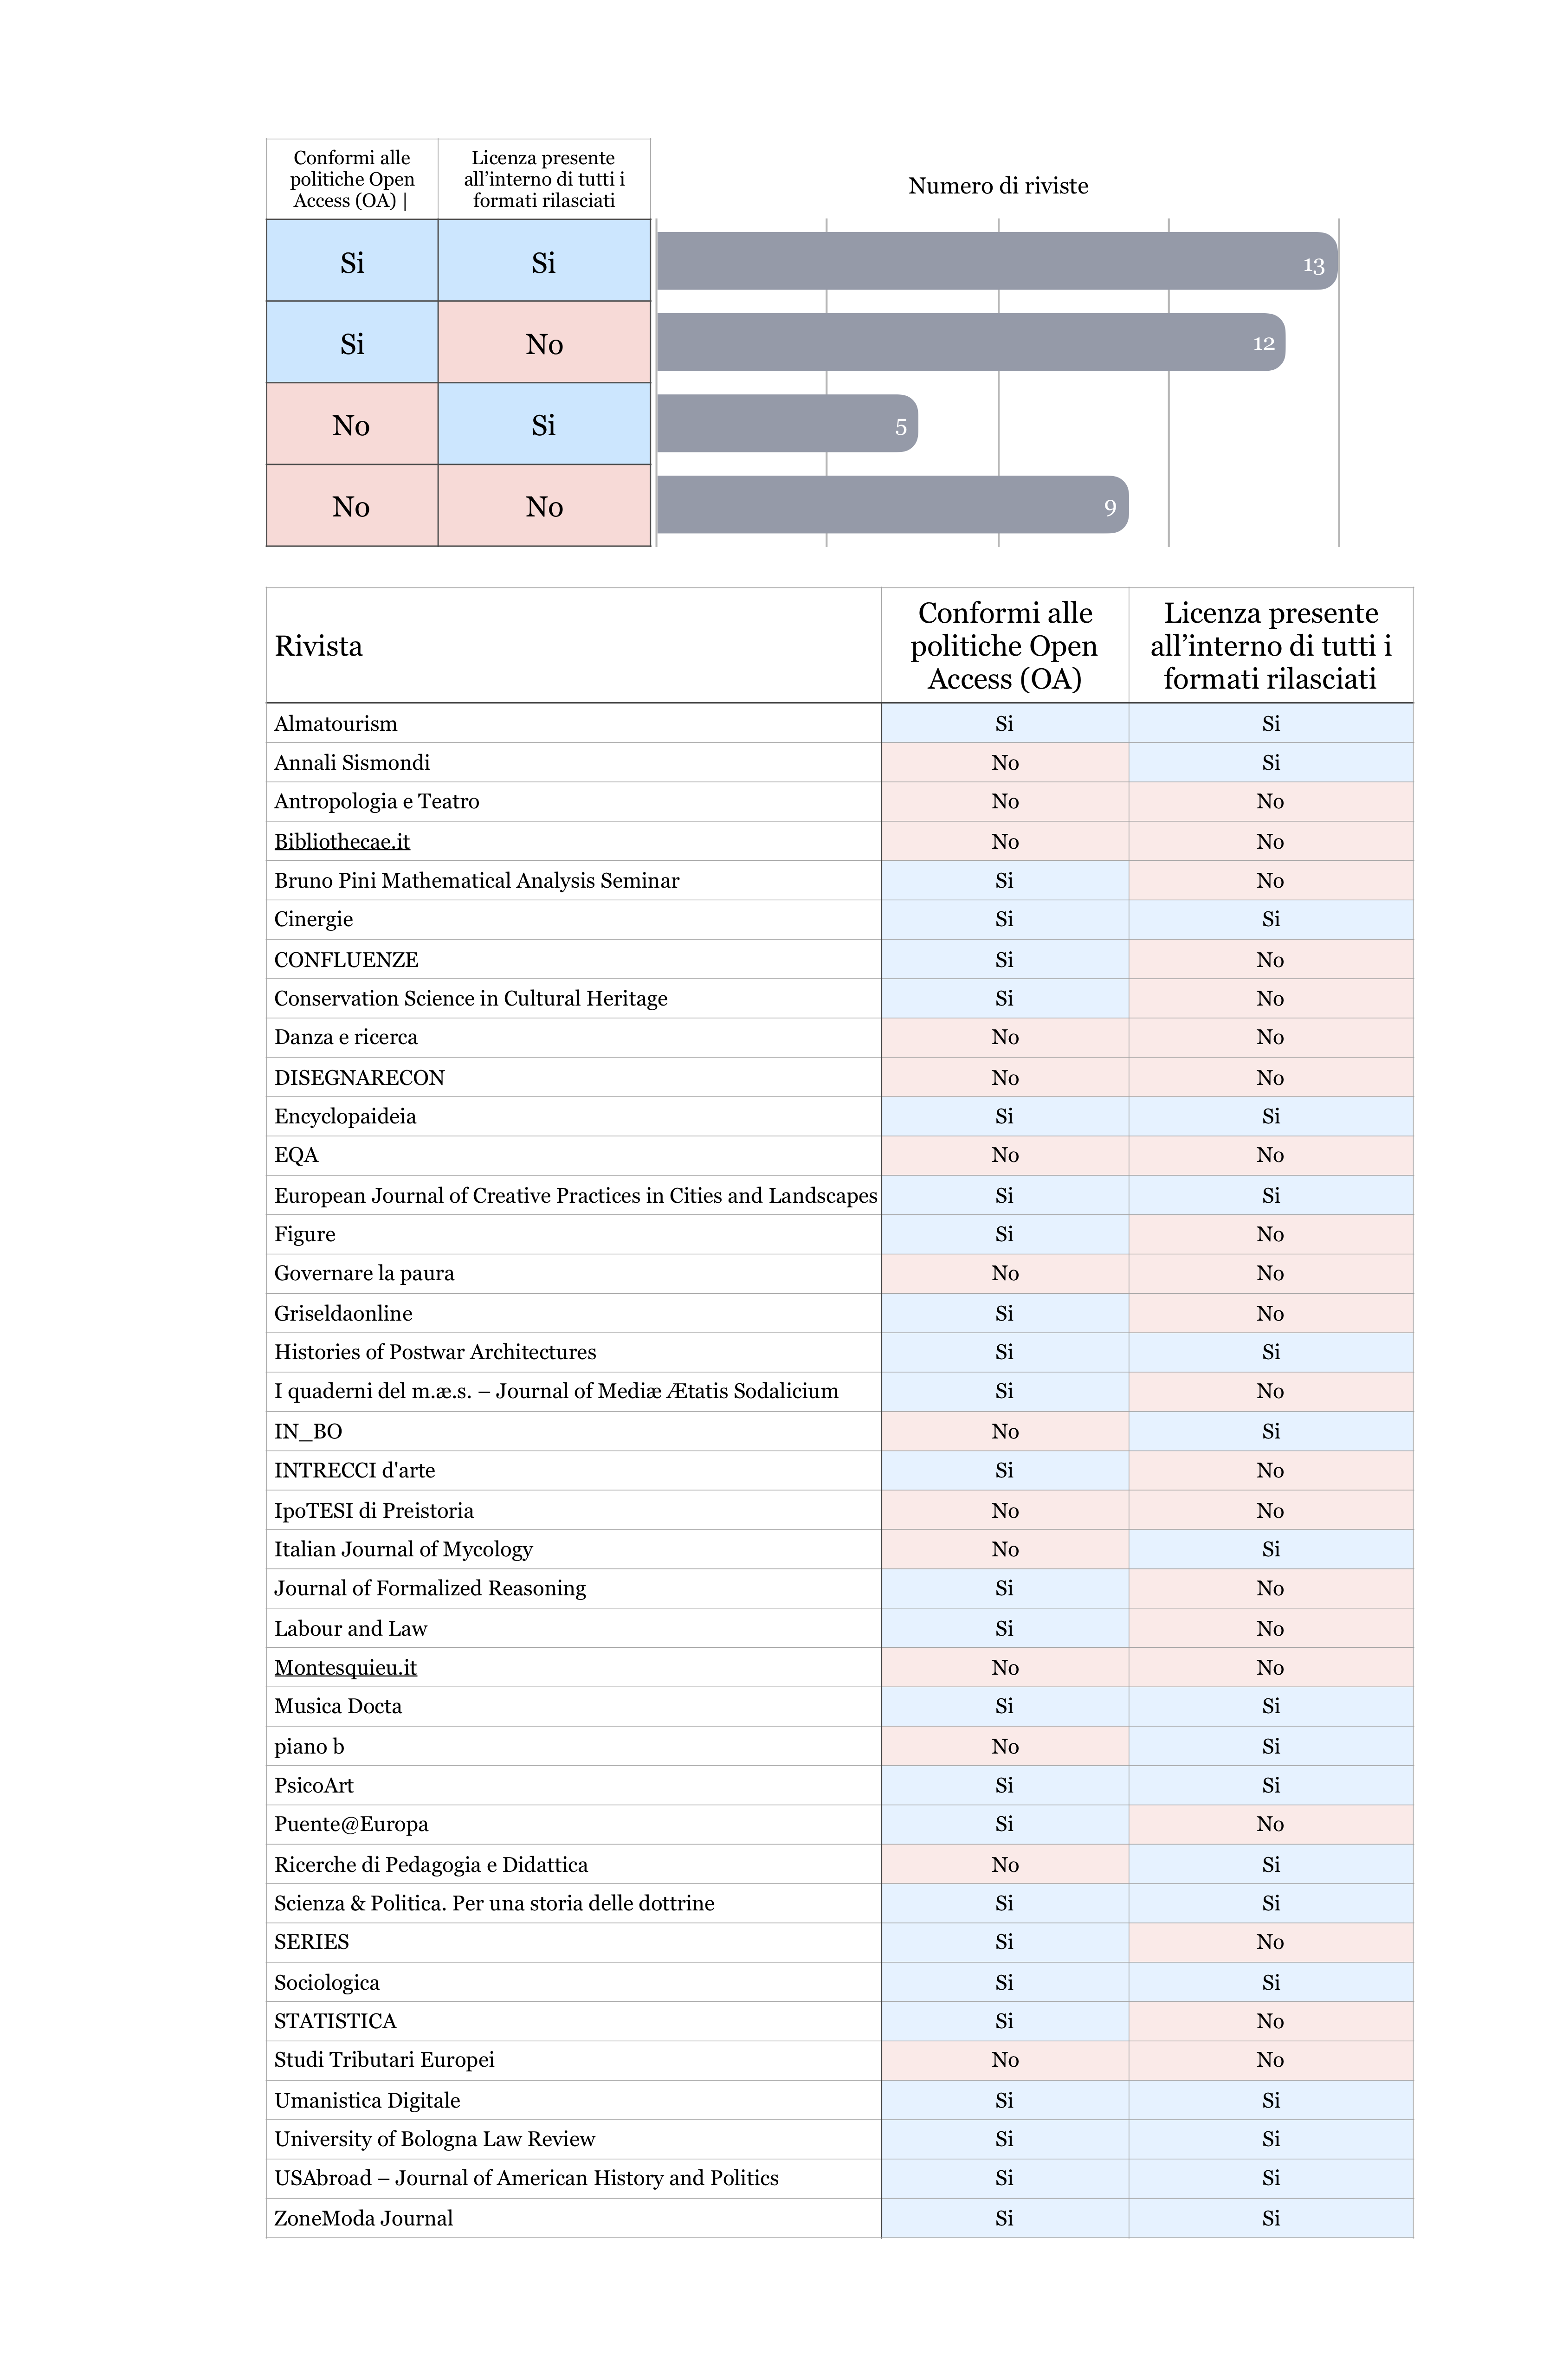 Conformi alle
politiche Open
Access (OA) |
Licenza presente
all’interno di tutti i
formati rilasciati
Numero di riviste
Si Si 13
Si No 12
No Si 5
No No 9
Rivista
Conformi alle
politiche Open
Access (OA)
Licenza presente
all’interno di tutti i
formati rilasciati
Almatourism Si Si
Annali Sismondi No Si
Antropologia e Teatro No No
Bibliothecae.it No No
Bruno Pini Mathematical Analysis Seminar Si No
Cinergie Si Si
CONFLUENZE Si No
Conservation Science in Cultural Heritage Si No
Danza e ricerca No No
DISEGNARECON No No
Encyclopaideia Si Si
EQA No No
European Journal of Creative Practices in Cities and Landscapes Si Si
Figure Si No
Governare la paura No No
Griseldaonline Si No
Histories of Postwar Architectures Si Si
I quaderni del m.æ.s. – Journal of Mediæ Ætatis Sodalicium Si No
IN_BO No Si
INTRECCI d'arte Si No
IpoTESI di Preistoria No No
Italian Journal of Mycology No Si
Journal of Formalized Reasoning Si No
Labour and Law Si No
Montesquieu.it No No
Musica Docta Si Si
piano b No Si
PsicoArt Si Si
Puente@Europa Si No
Ricerche di Pedagogia e Didattica No Si
Scienza & Politica. Per una storia delle dottrine Si Si
SERIES Si No
Sociologica Si Si
STATISTICA Si No
Studi Tributari Europei No No
Umanistica Digitale Si Si
University of Bologna Law Review Si Si
USAbroad – Journal of American History and Politics Si Si
ZoneModa Journal Si Si